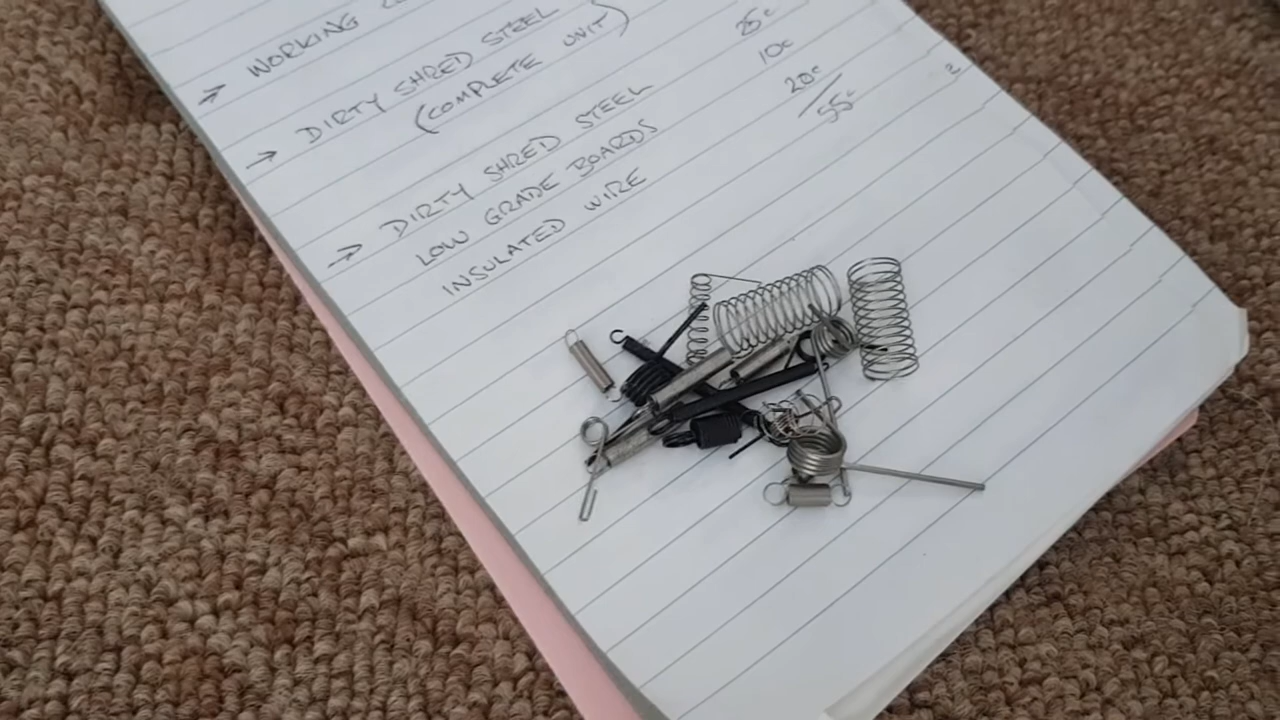 → WORKING
→ DIRTY SHRED STEEL
(COMPLETE UNIT)
→ DIRTY SHRED STEEL 25c
LOW GRADE BOARDS 10c
INSULATED WIRE 20c
55c